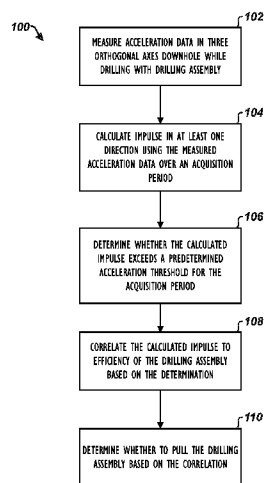 100
102
MEASURE ACCELERATION DATA IN THREE
ORTHOGONAL AXES DOWNHOLE WHILE
DRILLING WITH DRILLING ASSEMBLY
104
CALCULATE IMPULSE IN AT LEAST ONE
DIRECTION USING THE MEASURED
ACCELERATION DATA OVER AN ACQUISITION
PERIOD
106
DETERMINE WHETHER THE CALCULATED
IMPULSE EXCEEDS A PREDETERMINED
ACCELERATION THRESHOLD FOR THE
ACQUISITION PERIOD
108
CORRELATE THE CALCULATED IMPULSE TO
EFFICIENCY OF THE DRILLING ASSEMBLY
BASED ON THE DETERMINATION
110
DETERMINE WHETHER TO PULL THE DRILLING
ASSEMBLY BASED ON THE CORRELATION